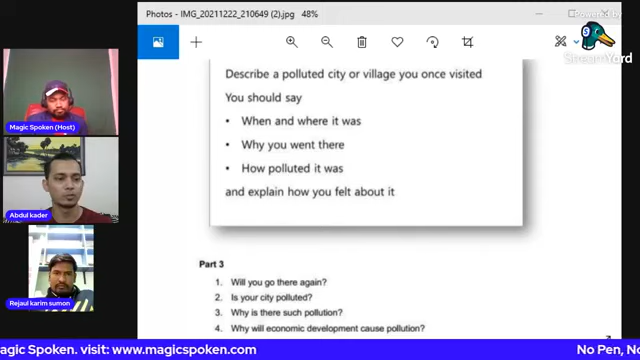 Photos - IMG_20211222_210649 (2).jpg 48%
Powered by
StreamYard
Describe a polluted city or village you once visited
You should say
• When and where it was
• Why you went there
• How polluted it was
and explain how you felt about it
Magic Spoken (Host)
Abdul kader
Rejaul karim sumon
Part 3
1. Will you go there again?
2. Is your city polluted?
3. Why is there such pollution?
4. Why will economic development cause pollution?
Magic Spoken. visit: www.magicspoken.com
No Pen, No